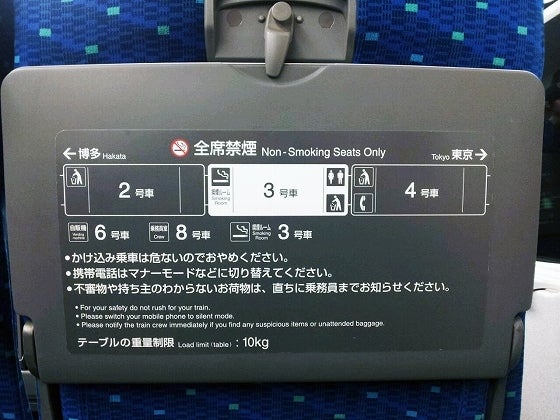 全席禁煙 Non-Smoking Seats Only
←博多 Hakata
Tokyo 東京→
2号車
喫煙ルーム
Smoking Room
3号車
4号車
自販機 Vending machine 6号車 乗務員室 Crew 8号車 喫煙ルーム Smoking Room 3号車
•かけ込み乗車は危ないのでおやめください。
•携帯電話はマナーモードなどに切り替えてください。
•不審物や持ち主のわからないお荷物は、直ちに乗務員までお知らせください。
• For your safety do not rush for your train.
• Please switch your mobile phone to silent mode.
• Please notify the train crew immediately if you find any suspicious items or unattended baggage.
テーブルの重量制限 Load limit (table) : 10kg